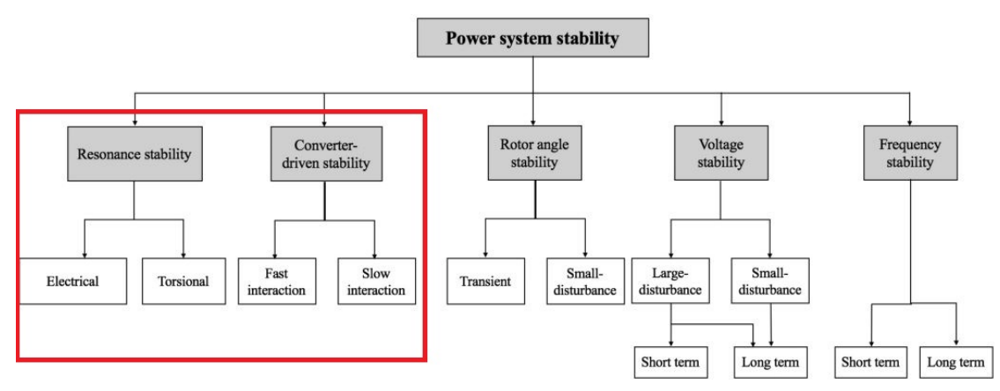 Power system stability
Resonance stability
Converter-
driven stability
Rotor angle
stability
Voltage
stability
Frequency
stability
Electrical
Torsional
Fast
interaction
Slow
interaction
Transient
Small-
disturbance
Large-
disturbance
Small-
disturbance
Short term
Long term
Short term
Long term